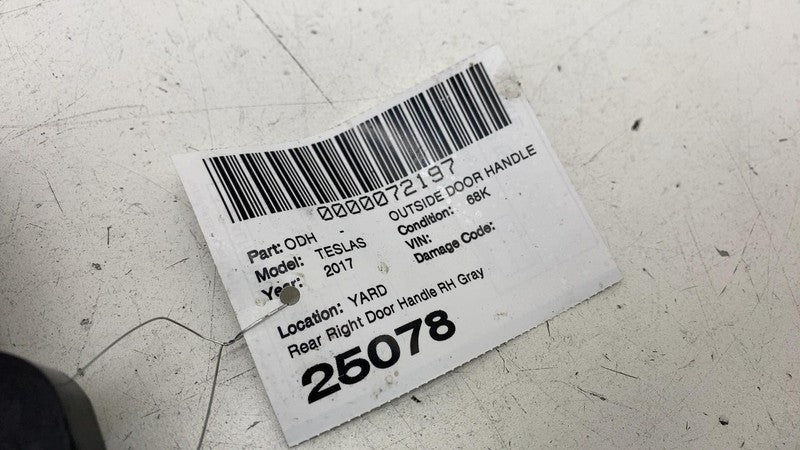 0000072197
Part: ODH - OUTSIDE DOOR HANDLE
Model: TESLAS Condition: 68K
Year: 2017 VIN:
Damage Code:
Location: YARD
Rear Right Door Handle RH Gray
25078